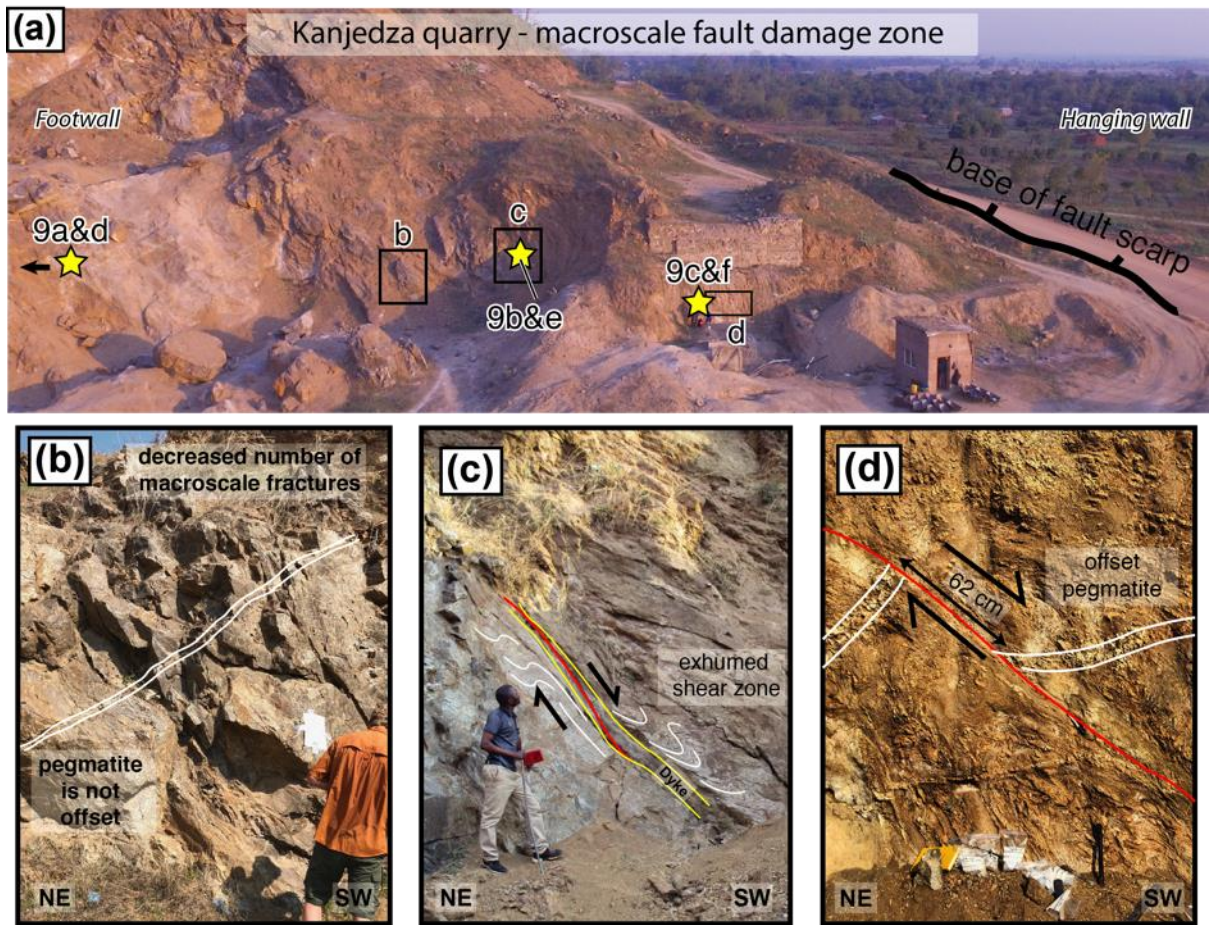 (a)
Kanjedza quarry - macroscale fault damage zone
Footwall
Hanging wall
base of fault scarp
9a&d
b
c
9b&e
9c&f
d
(b)
decreased number of
macroscale fractures
pegmatite
is not
offset
NE
SW
(c)
exhumed
shear zone
Dyke
NE
SW
(d)
62 cm
offset
pegmatite
NE
SW